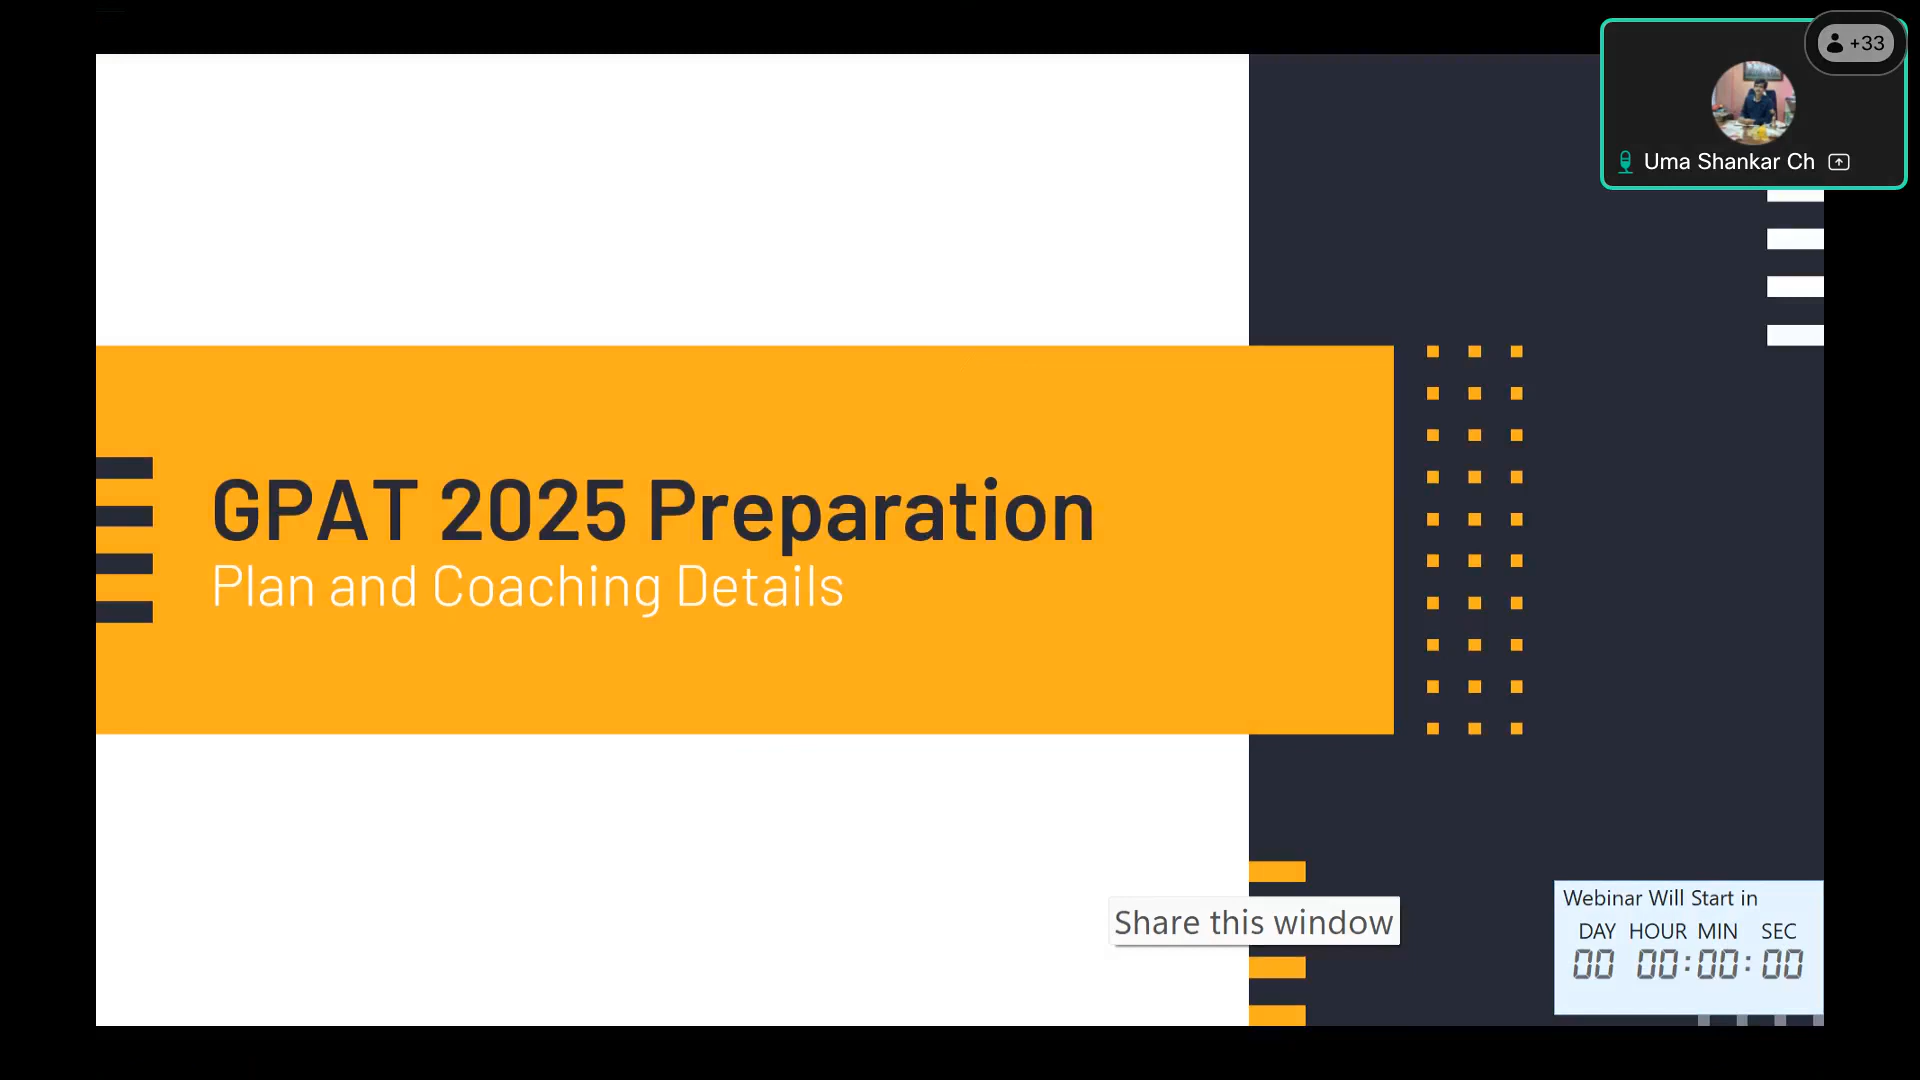 +33
Uma Shankar Ch
GPAT 2025 Preparation
Plan and Coaching Details
Share this window
Webinar Will Start in
DAY HOUR MIN SEC
00 00:00:00